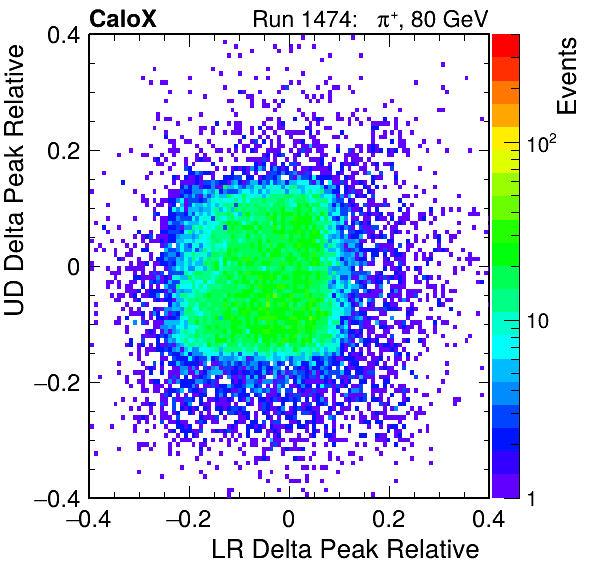 CaloX Run 1474: π⁺, 80 GeV
0.4
0.2
0
−0.2
−0.4
−0.4 −0.2 0 0.2 0.4
UD Delta Peak Relative
LR Delta Peak Relative
Events
10²
10
1